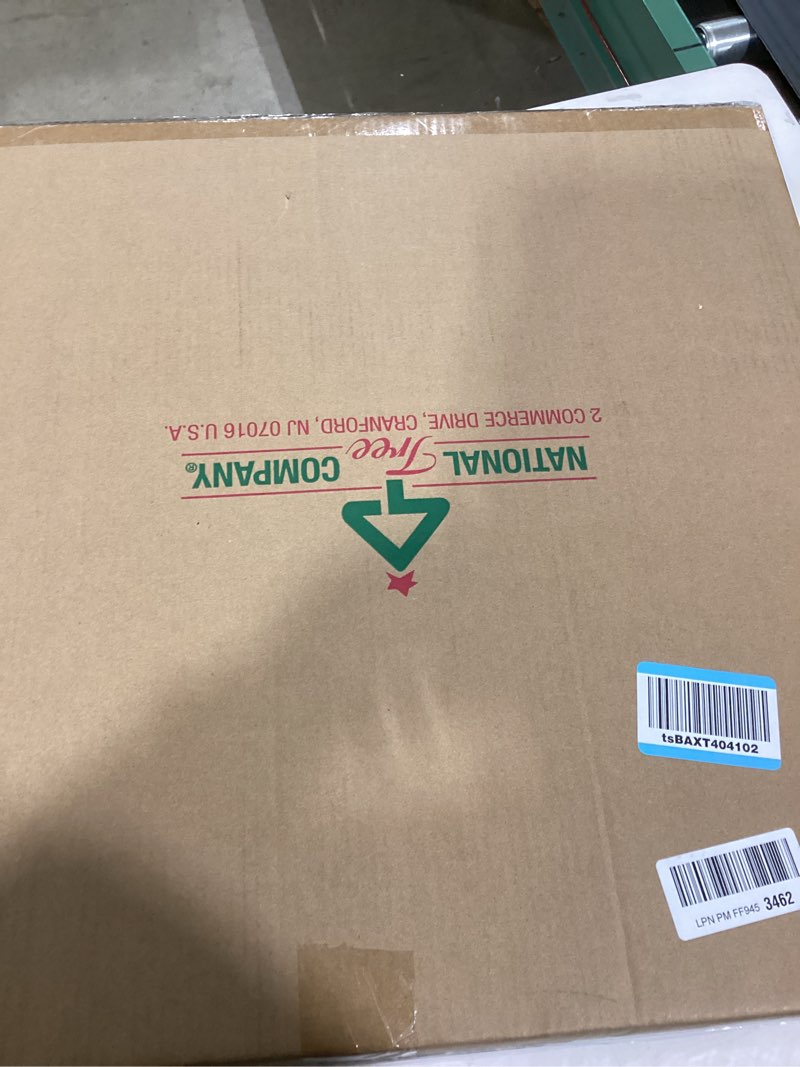 NATIONAL Tree COMPANY®
2 COMMERCE DRIVE, CRANFORD, NJ 07016 U.S.A.
tsBAXT404102
LPN PM FF945 3462